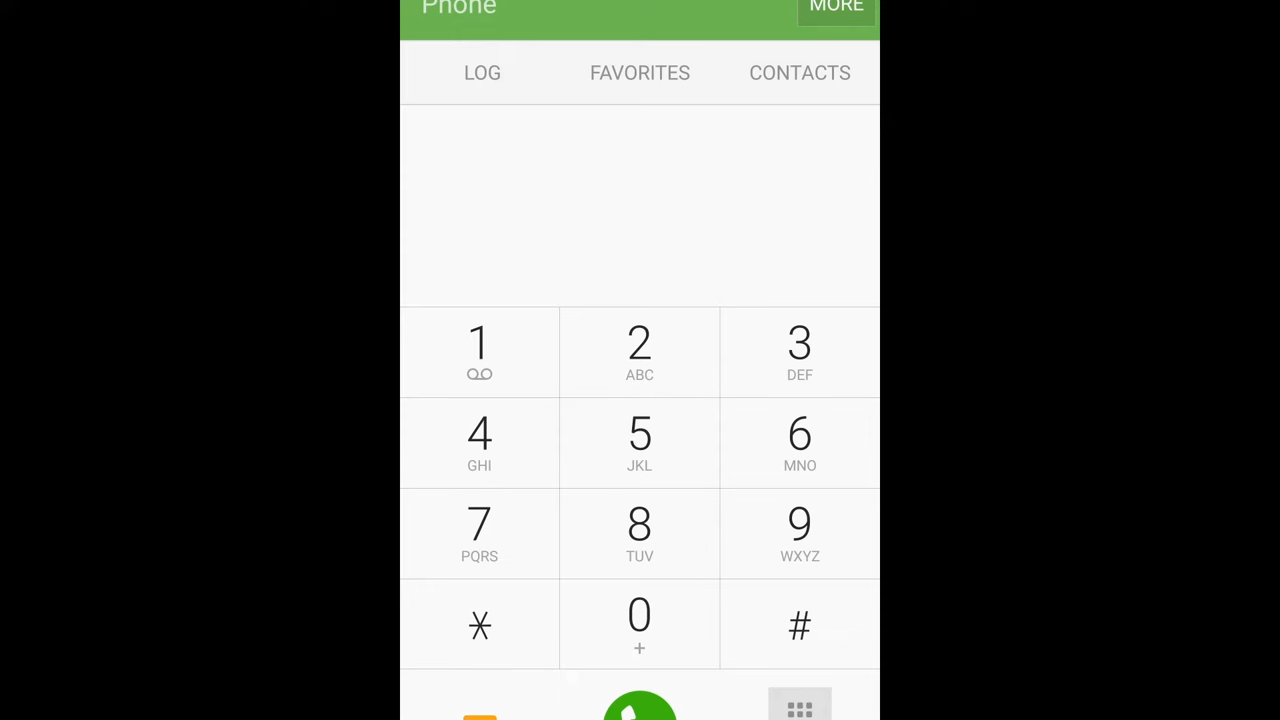 Phone
MORE
LOG FAVORITES CONTACTS
1 2 3
ABC DEF
4 5 6
GHI JKL MNO
7 8 9
PQRS TUV WXYZ
* 0 #
+